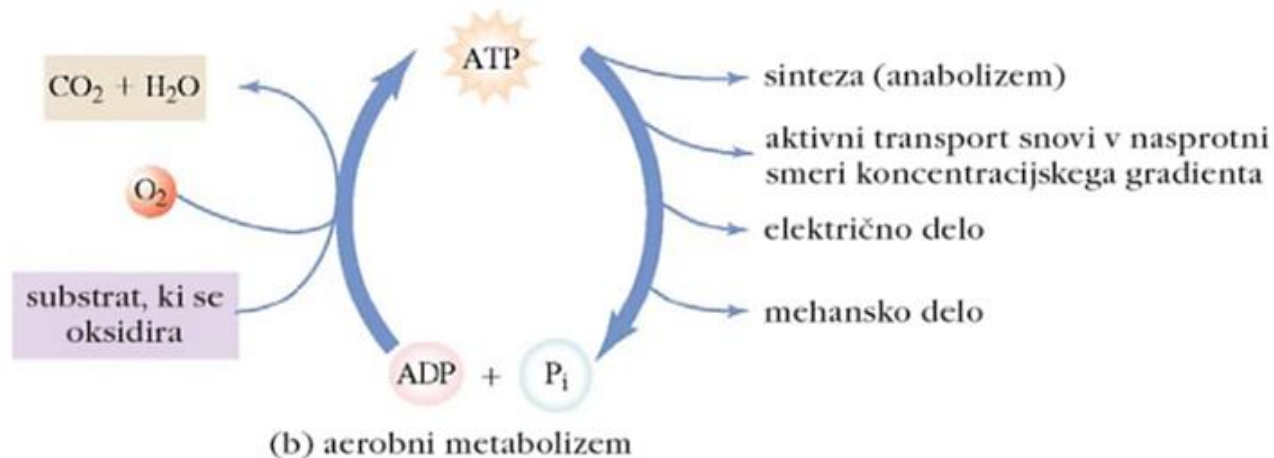 ATP
CO₂ + H₂O
sinteza (anabolizem)
aktivni transport snovi v nasprotni
smeri koncentracijskega gradienta
O₂
električno delo
substrat, ki se
oksidira
mehansko delo
ADP + Pᵢ
(b) aerobni metabolizem